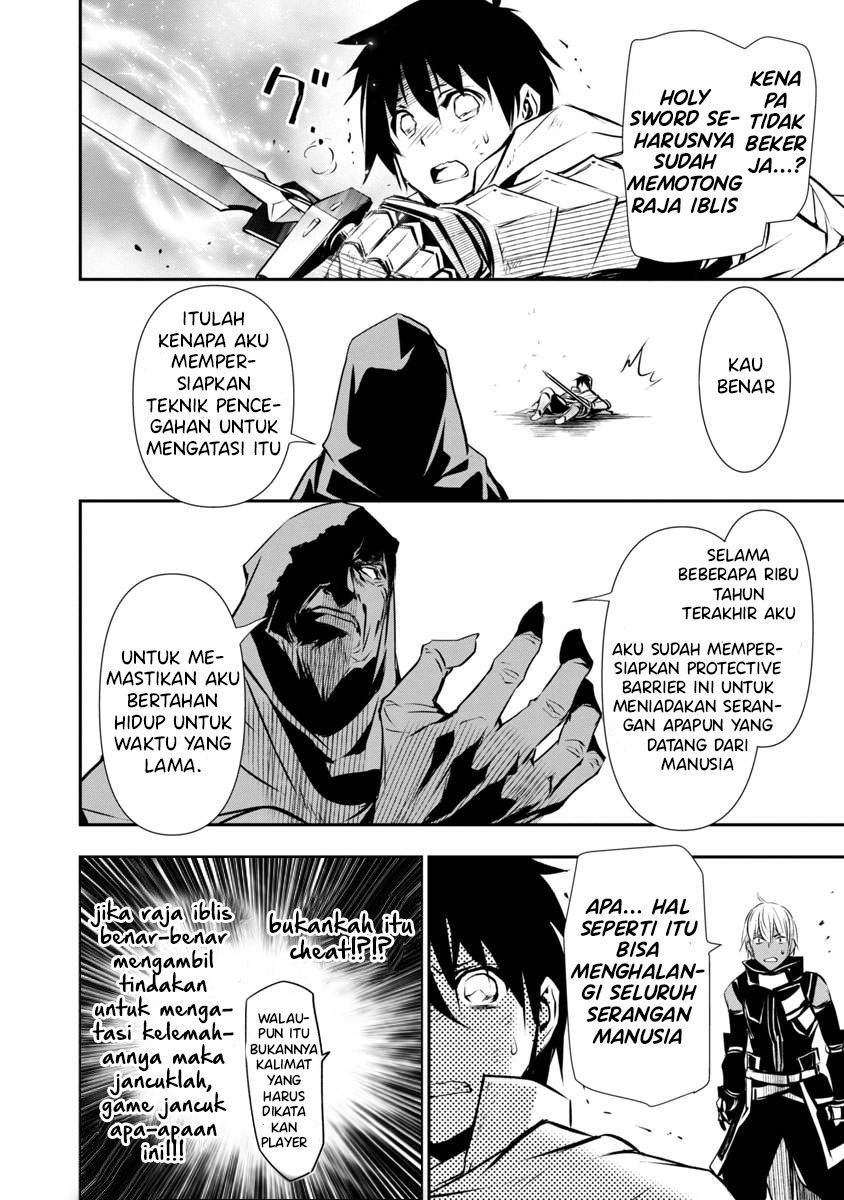 KENA
PA
TIDAK
BEKER
JA...?
HOLY
SWORD SE-
HARUSNYA
SUDAH
MEMOTONG
RAJA IBLIS
グ"
KAU
BENAR
ITULAH
KENAPA AKU
MEMPER-
SIAPKAN
TEKNIK PENCE-
GAHAN UNTUK
MENGATASI ITU
SELAMA
BEBERAPA RIBU
TAHUN
TERAKHIR AKU
AKU SUDAH MEMPER-
SIAPKAN PROTECTIVE
BARRIER INI UNTUK
MENIADAKAN SERAN-
GAN APAPUN YANG
DATANG DARI
MANUSIA
UNTUK ME-
MASTIKAN AKU
BERTAHAN
HIDUP UNTUK
WAKTU YANG
LAMA.
APA... HAL
SEPERTI ITU
BISA
MENGHALAN-
GI SELURUH
SERANGAN
MANUSIA
bukankah itu
cheat!?!?
WALAU-
PUN ITU
BUKANNYA
KALIMAT
YANG
HARUS
DIKATA
KAN
PLAYER
jika raja iblis
benar-benar
mengambil
tindakan
untuk menga-
tasi kelemah-
annya maka
jancuklah,
game jancuk
apa-apaan
ini!!!